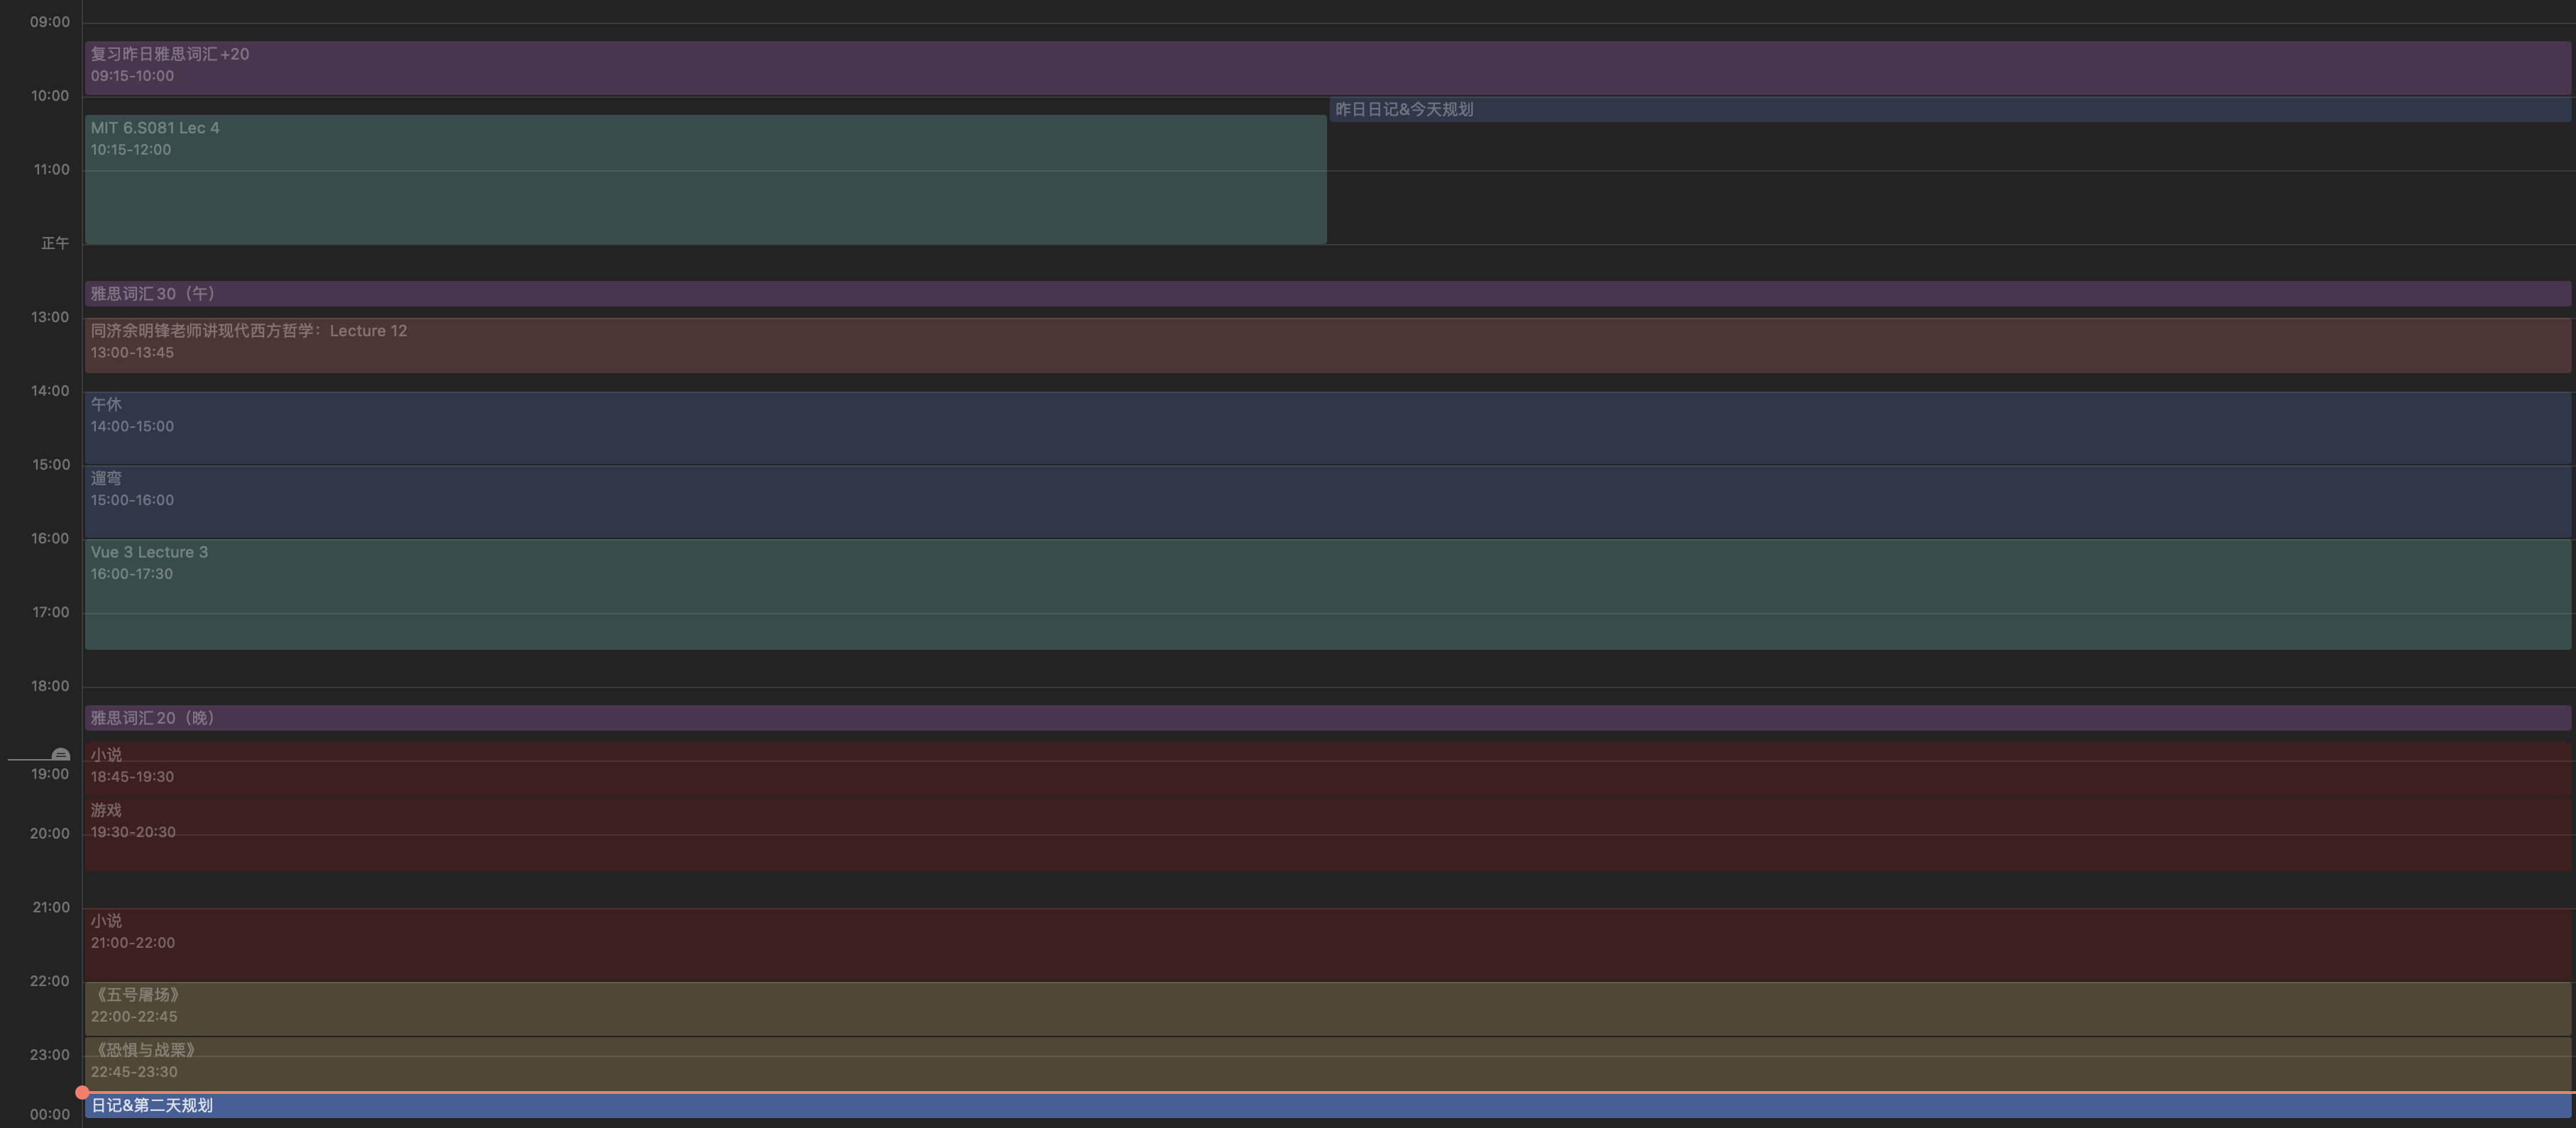 09:00
复习昨日雅思词汇+20
09:15-10:00
10:00
昨日日记&今天规划
MIT 6.S081 Lec 4
10:15-12:00
11:00
正午
雅思词汇30（午）
13:00
同济余明锋老师讲现代西方哲学：Lecture 12
13:00-13:45
14:00
午休
14:00-15:00
15:00
遛弯
15:00-16:00
16:00
Vue 3 Lecture 3
16:00-17:30
17:00
18:00
雅思词汇20（晚）
小说
18:45-19:30
19:00
游戏
19:30-20:30
20:00
21:00
小说
21:00-22:00
22:00
《五号屠场》
22:00-22:45
《恐惧与战栗》
23:00
22:45-23:30
日记&第二天规划
00:00